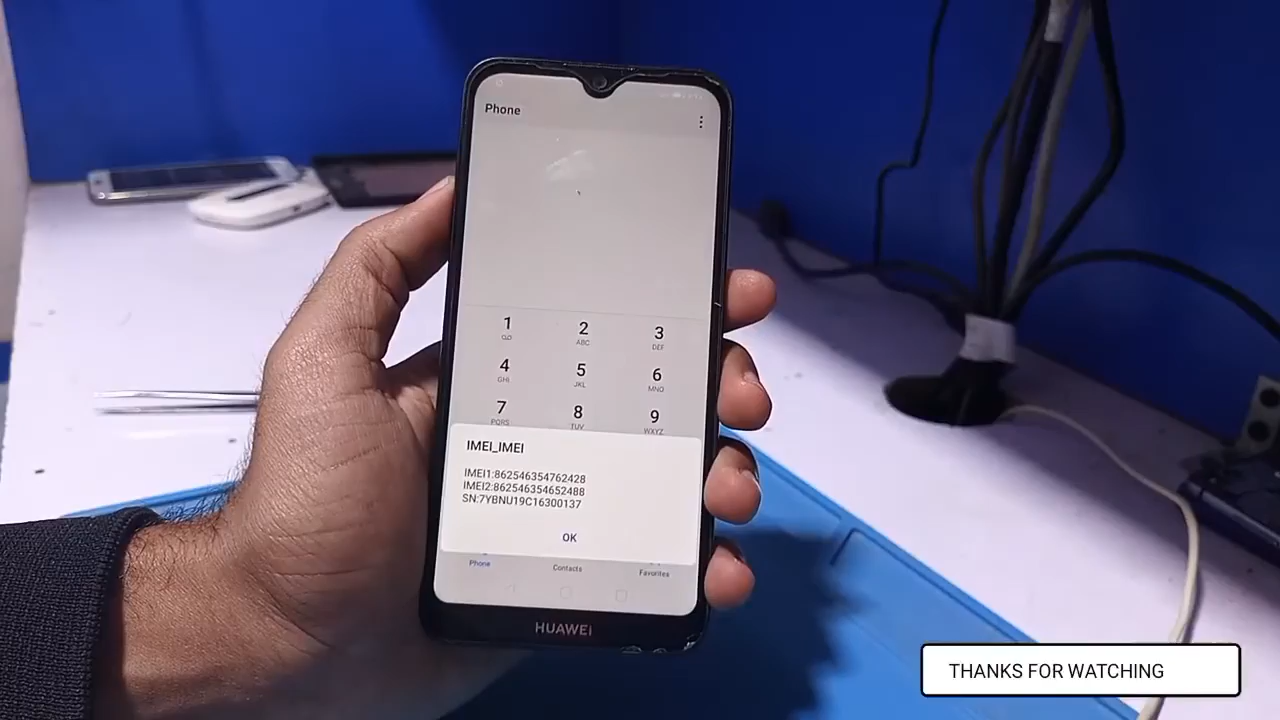 Phone
1
2
ABC
3
DEF
4
GHI
5
JKL
6
MNO
7
PQRS
8
TUV
9
WXYZ
IMEI_IMEI
IMEI1:862546354762428
IMEI2:862546354652488
SN:7YBNU19C16300137
OK
Phone
Contacts
Favorites
HUAWEI
THANKS FOR WATCHING